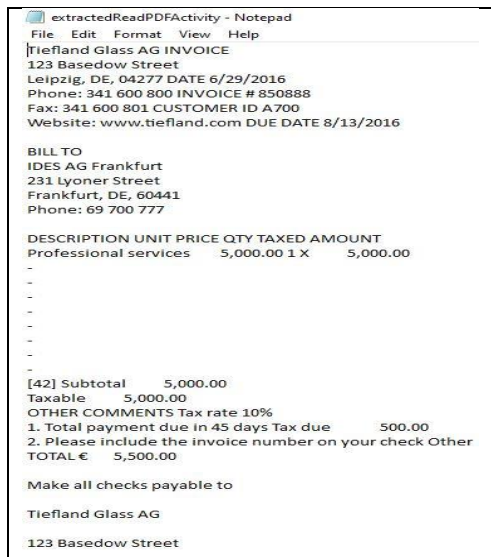 extractedReadPDFActivity - Notepad
File Edit Format View Help
Tiefland Glass AG INVOICE
123 Basedow Street
Leipzig, DE, 04277 DATE 6/29/2016
Phone: 341 600 800 INVOICE # 850888
Fax: 341 600 801 CUSTOMER ID A700
Website: www.tiefland.com DUE DATE 8/13/2016
BILL TO
IDES AG Frankfurt
231 Lyoner Street
Frankfurt, DE, 60441
Phone: 69 700 777
DESCRIPTION UNIT PRICE QTY TAXED AMOUNT
Professional services 5,000.00 1 X 5,000.00
-
-
-
-
-
-
-
-
[42] Subtotal 5,000.00
Taxable 5,000.00
OTHER COMMENTS Tax rate 10%
1. Total payment due in 45 days Tax due 500.00
2. Please include the invoice number on your check Other
TOTAL € 5,500.00
Make all checks payable to
Tiefland Glass AG
123 Basedow Street